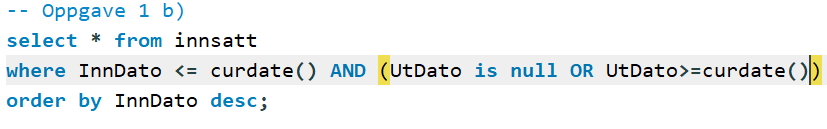 -- Oppgave 1 b)
select * from innsatt
where InnDato <= curdate() AND (UtDato is null OR UtDato>=curdate())
order by InnDato desc;